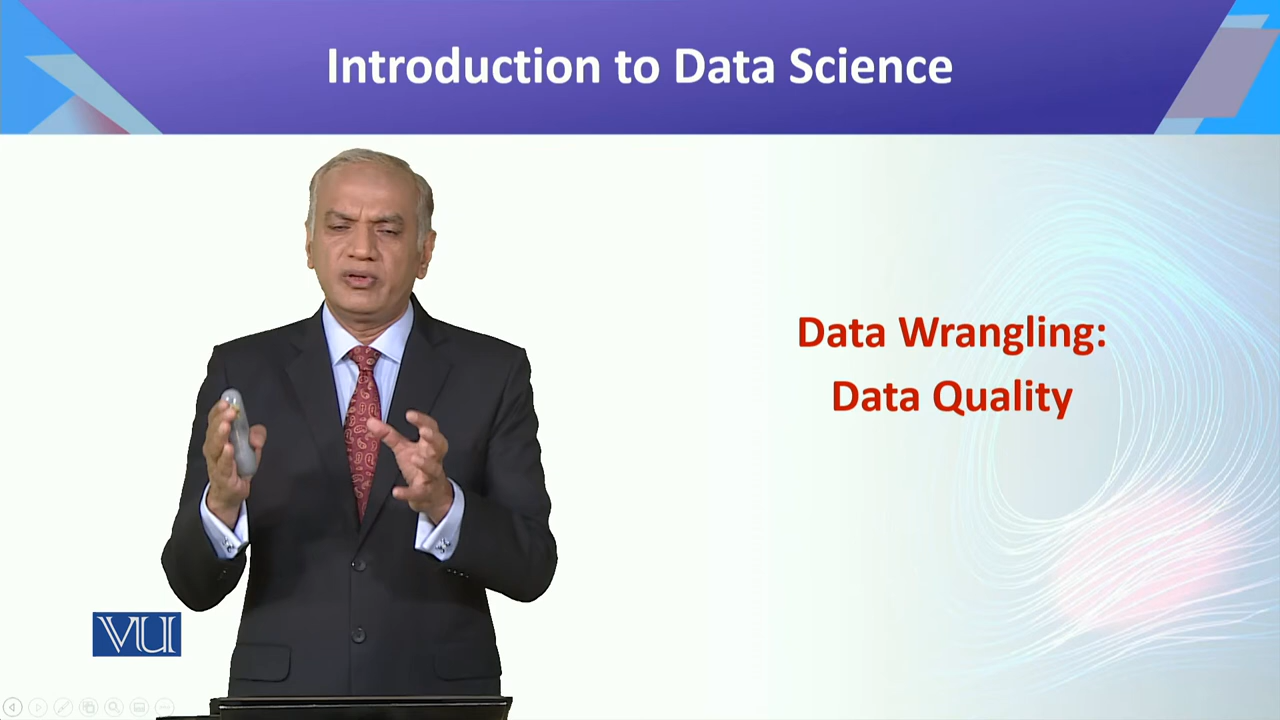 Introduction to Data Science
Data Wrangling:
Data Quality
VU